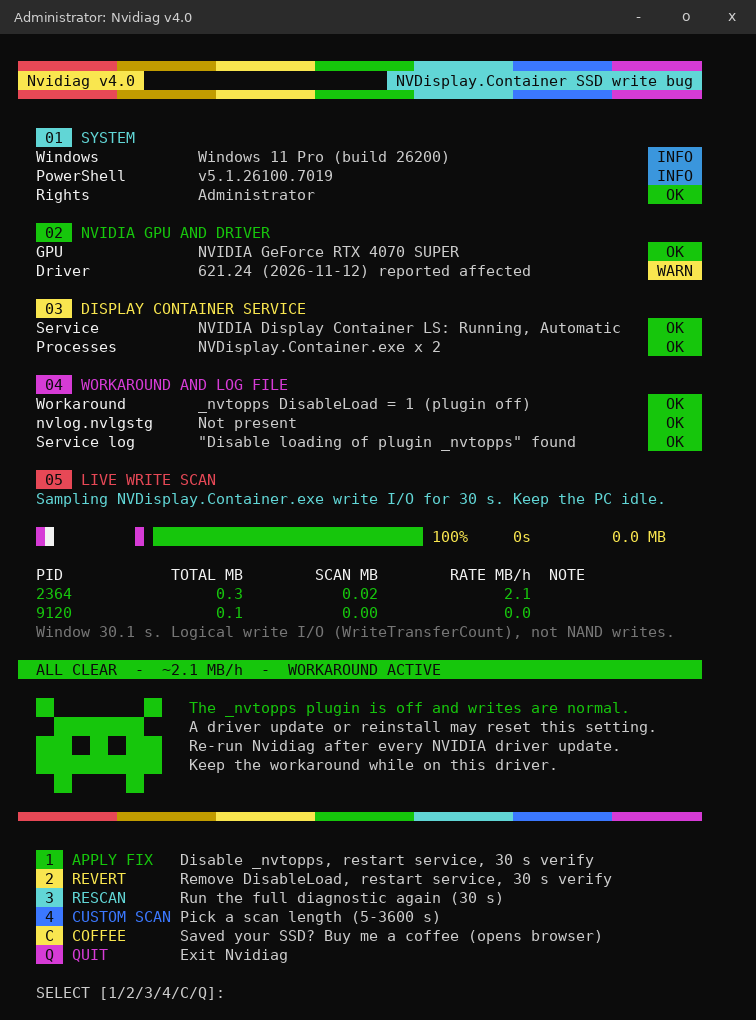 Administrator: Nvidiag v4.0 - o x
Nvidiag v4.0 NVDisplay.Container SSD write bug
01 SYSTEM
Windows Windows 11 Pro (build 26200) INFO
PowerShell v5.1.26100.7019 INFO
Rights Administrator OK
02 NVIDIA GPU AND DRIVER
GPU NVIDIA GeForce RTX 4070 SUPER OK
Driver 621.24 (2026-11-12) reported affected WARN
03 DISPLAY CONTAINER SERVICE
Service NVIDIA Display Container LS: Running, Automatic OK
Processes NVDisplay.Container.exe x 2 OK
04 WORKAROUND AND LOG FILE
Workaround _nvtopps DisableLoad = 1 (plugin off) OK
nvlog.nvlgstg Not present OK
Service log "Disable loading of plugin _nvtopps" found OK
05 LIVE WRITE SCAN
Sampling NVDisplay.Container.exe write I/O for 30 s. Keep the PC idle.
100% 0s 0.0 MB
PID TOTAL MB SCAN MB RATE MB/h NOTE
2364 0.3 0.02 2.1
9120 0.1 0.00 0.0
Window 30.1 s. Logical write I/O (WriteTransferCount), not NAND writes.
ALL CLEAR - ~2.1 MB/h - WORKAROUND ACTIVE
The _nvtopps plugin is off and writes are normal.
A driver update or reinstall may reset this setting.
Re-run Nvidiag after every NVIDIA driver update.
Keep the workaround while on this driver.
1 APPLY FIX Disable _nvtopps, restart service, 30 s verify
2 REVERT Remove DisableLoad, restart service, 30 s verify
3 RESCAN Run the full diagnostic again (30 s)
4 CUSTOM SCAN Pick a scan length (5-3600 s)
C COFFEE Saved your SSD? Buy me a coffee (opens browser)
Q QUIT Exit Nvidiag
SELECT [1/2/3/4/C/Q]: